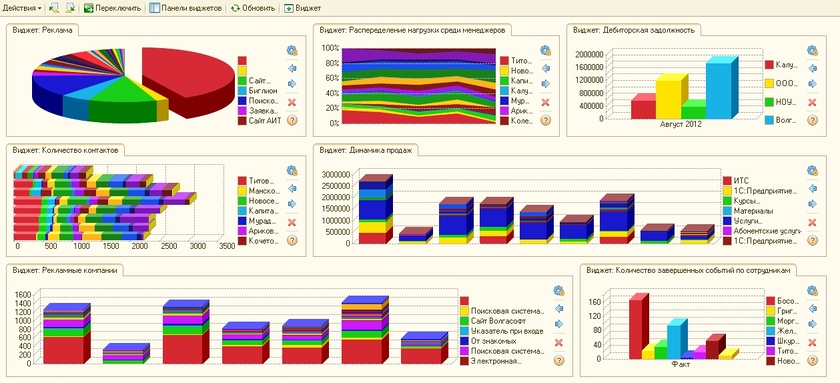 Действия Переключить Панели виджетов Обновить Виджет
Виджет: Реклама
Сайт...
Биглион
Поиско...
Заявка...
Сайт АИТ
Виджет: Распеределение нагрузки среди менеджеров
100%
80%
60%
40%
20%
0%
Тито...
Ново...
Капи...
Калу...
Мур...
Арик...
Коле...
Виджет: Дебиторская задолжность
2000000
1600000
1200000
800000
400000
0
Август 2012
Калу...
ООО...
НОУ...
Волг...
Виджет: Количество контактов
0 500 1000 1500 2000 2500 3000 3500
Титов...
Манско...
Новосе...
Капита...
Мурад...
Ариков...
Кочето...
Виджет: Динамика продаж
3000000
2500000
2000000
1500000
1000000
500000
0
ИТС
1С:Предприятие...
Курсы...
Материалы
Услуги...
Абонентские услуги
1С:Предприятие...
Виджет: Рекламные компании
1600
1400
1200
1000
800
600
400
200
0
Поисковая система...
Сайт Волгасофт
Указатель при входе
От знакомых
Поисковая система...
Электронная...
Виджет: Количество завершенных событий по сотрудникам
160
120
80
40
0
Факт
Босо...
Григ...
Морг...
Жел...
Шкур...
Тито...
Ново...